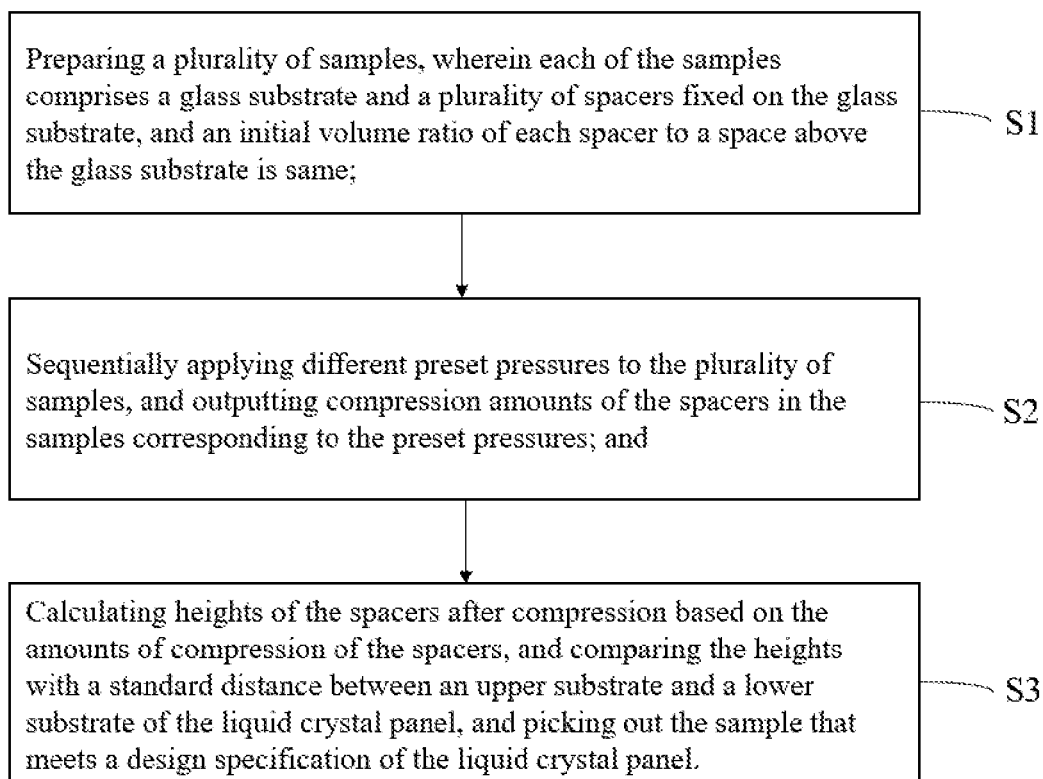 Preparing a plurality of samples, wherein each of the samples
comprises a glass substrate and a plurality of spacers fixed on the glass
substrate, and an initial volume ratio of each spacer to a space above
the glass substrate is same;
S1
Sequentially applying different preset pressures to the plurality of
samples, and outputting compression amounts of the spacers in the
samples corresponding to the preset pressures; and
S2
Calculating heights of the spacers after compression based on the
amounts of compression of the spacers, and comparing the heights
with a standard distance between an upper substrate and a lower
substrate of the liquid crystal panel, and picking out the sample that
meets a design specification of the liquid crystal panel.
S3